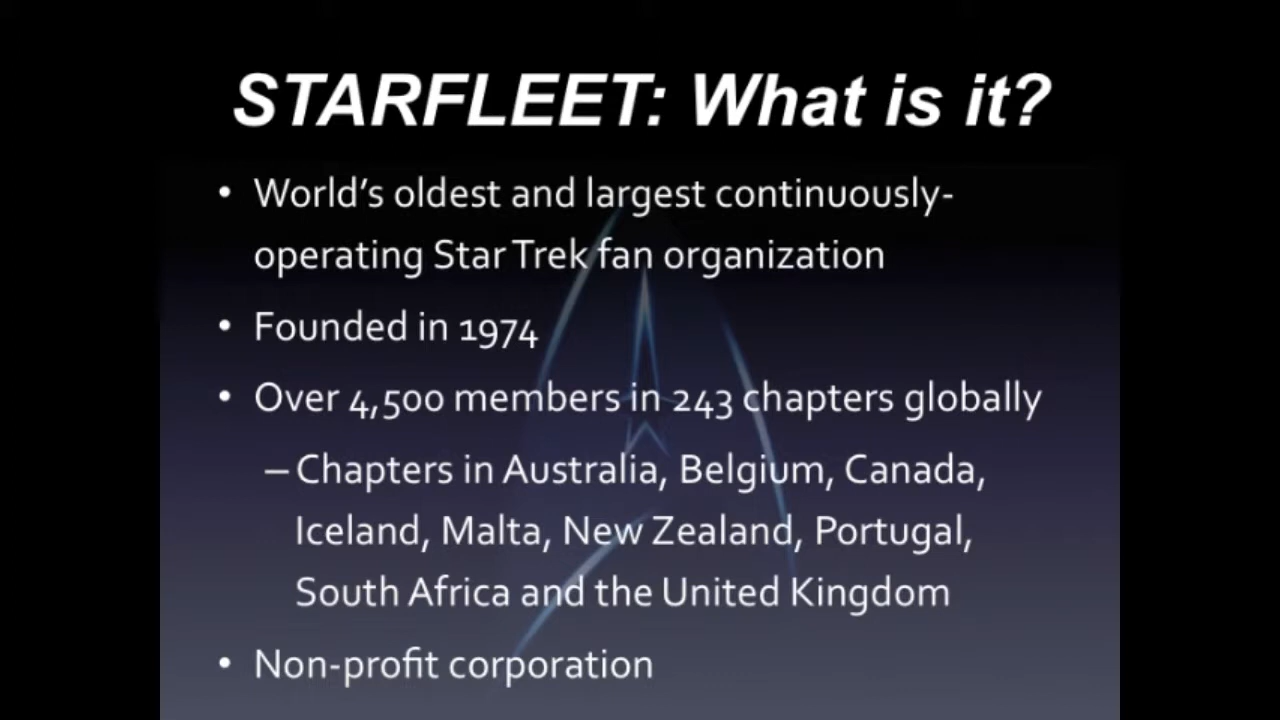 STARFLEET: What is it?
• World's oldest and largest continuously-
operating Star Trek fan organization
• Founded in 1974
• Over 4,500 members in 243 chapters globally
– Chapters in Australia, Belgium, Canada,
Iceland, Malta, New Zealand, Portugal,
South Africa and the United Kingdom
• Non-profit corporation